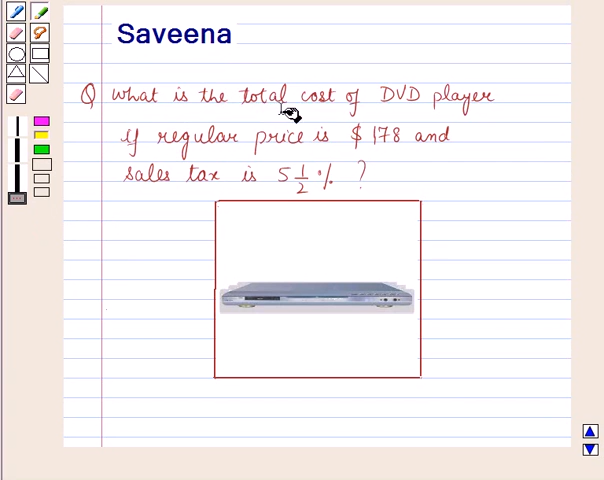 Saveena
Q What is the total cost of DVD player
if regular price is $178 and
sales tax is 5 1/2 % ?